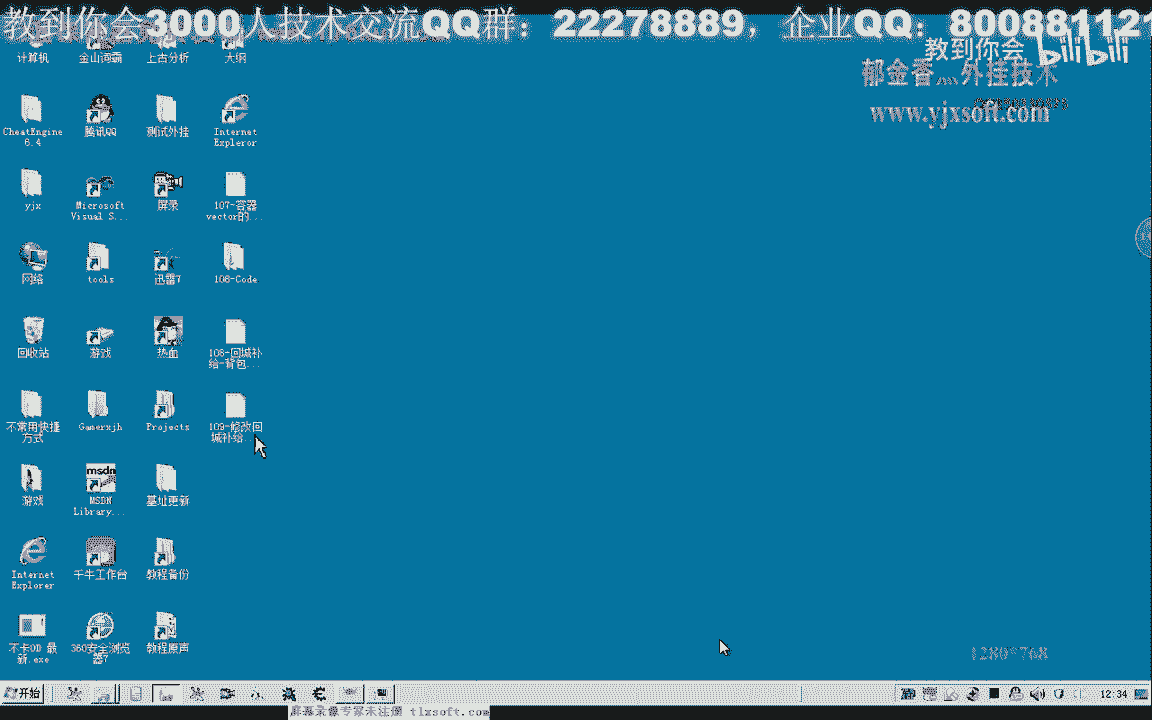 教到你会3000人技术交流QQ群：22278889，企业QQ：80088112
教到你会
bilibili
郁金香灬外挂技术
www.yjxsoft.com
计算机
金山词霸
上古分析
大纲
CheatEngine
6.4
腾讯QQ
测试外挂
Internet
Exploror
yjx
Microsoft
Visual S...
屏录
107-容器
vector的...
网络
tools
迅雷7
108-Code
回收站
游戏
热血
108-回城补
给-背包...
不常用快捷
方式
Gamerxjh
Projects
109-修改回
城补给...
游戏
msdn
MSDN
Library...
基址更新
Internet
Explorer
千牛工作台
教程备份
不卡OD 最
新.exe
360安全浏览
器7
教程原声
1280*768
开始
12:34
屏幕录像专家未注册 tlxsoft.com